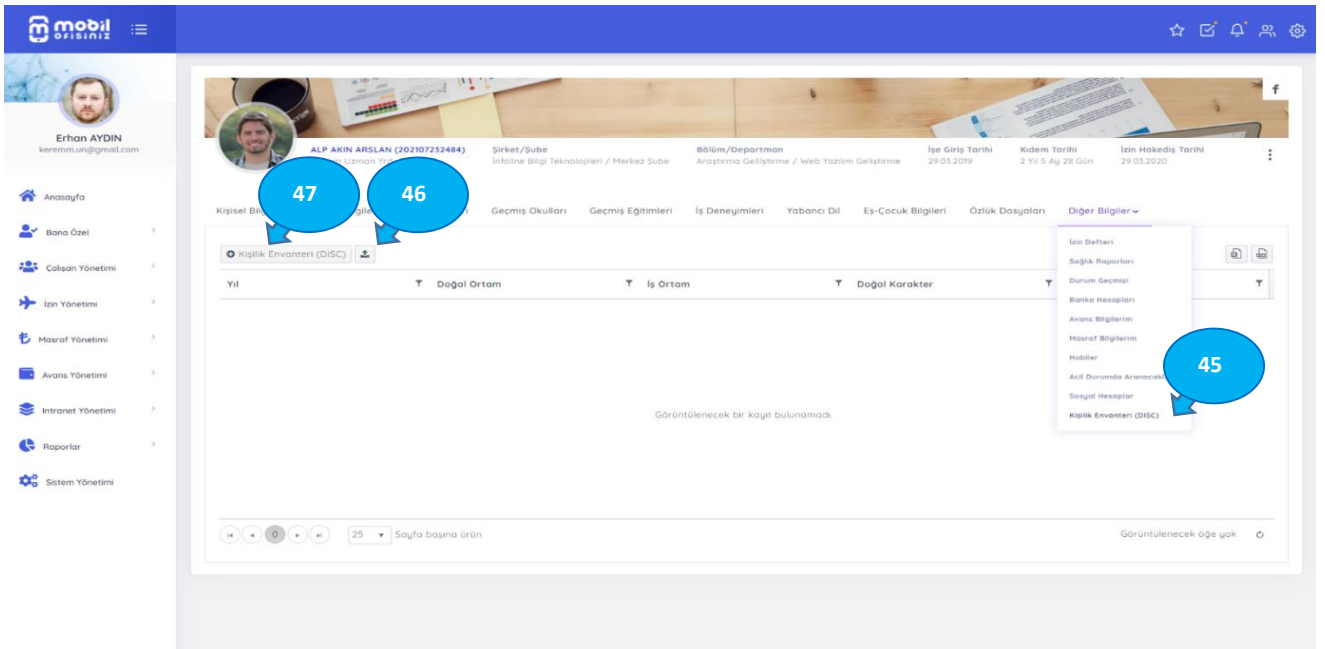 mobil
ofisiniz
Erhan AYDIN
keremm.un@gmail.com
Anasayfa
Bana Özel
Çalışan Yönetimi
İzin Yönetimi
Masraf Yönetimi
Avans Yönetimi
Intranet Yönetimi
Raporlar
Sistem Yönetimi
f
ALP AKIN ARSLAN (202107232484)
Uzman Yrd
Şirket/Şube
İntoline Bilgi Teknolojileri / Merkez Şube
Bölüm/Departman
Araştırma Geliştirme / Web Yazılım Geliştirme
İşe Giriş Tarihi
29.03.2019
Kıdem Tarihi
2 Yıl 5 Ay 28 Gün
İzin Hakediş Tarihi
29.03.2020
47
46
Kişisel Geçmiş Okulları Geçmiş Eğitimleri İş Deneyimleri Yabancı Dil Eş-Çocuk Bilgileri Özlük Dosyaları Diğer Bilgiler
Kişilik Envanteri (DISC)
Yıl Doğal Ortam İş Ortam Doğal Karakter
İzin Defteri
Sağlık Raporları
Durum Geçmişi
Banka Hesapları
Avans Bilgilerim
Masraf Bilgilerim
Hobiler
Acil Durumda
Sosyal Hesaplar
Kişilik Envanteri (DISC)
45
Görüntülenecek bir kayıt bulunamadı.
0 25 Sayfa başına ürün Görüntülenecek öğe yok